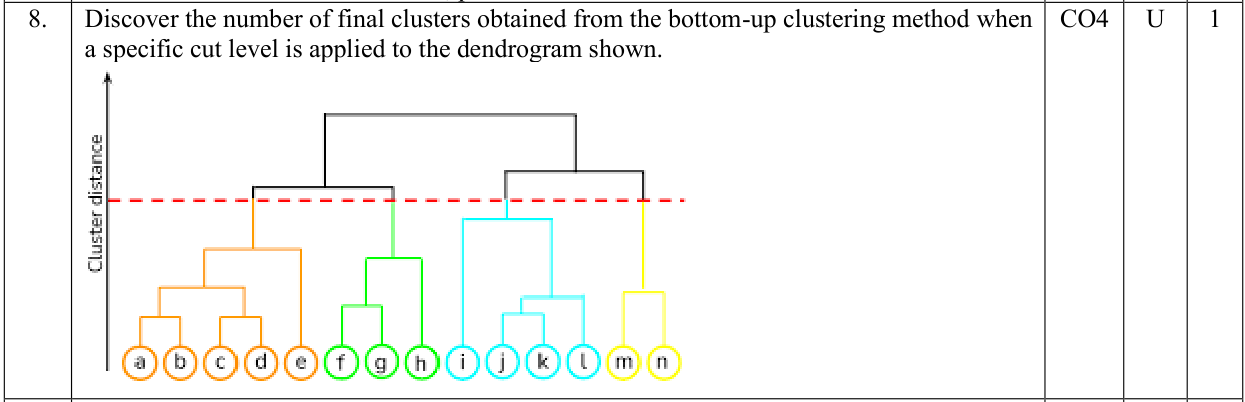 8. Discover the number of final clusters obtained from the bottom-up clustering method when CO4 U 1
a specific cut level is applied to the dendrogram shown.
Cluster distance
a b c d e f g h i j k l m n